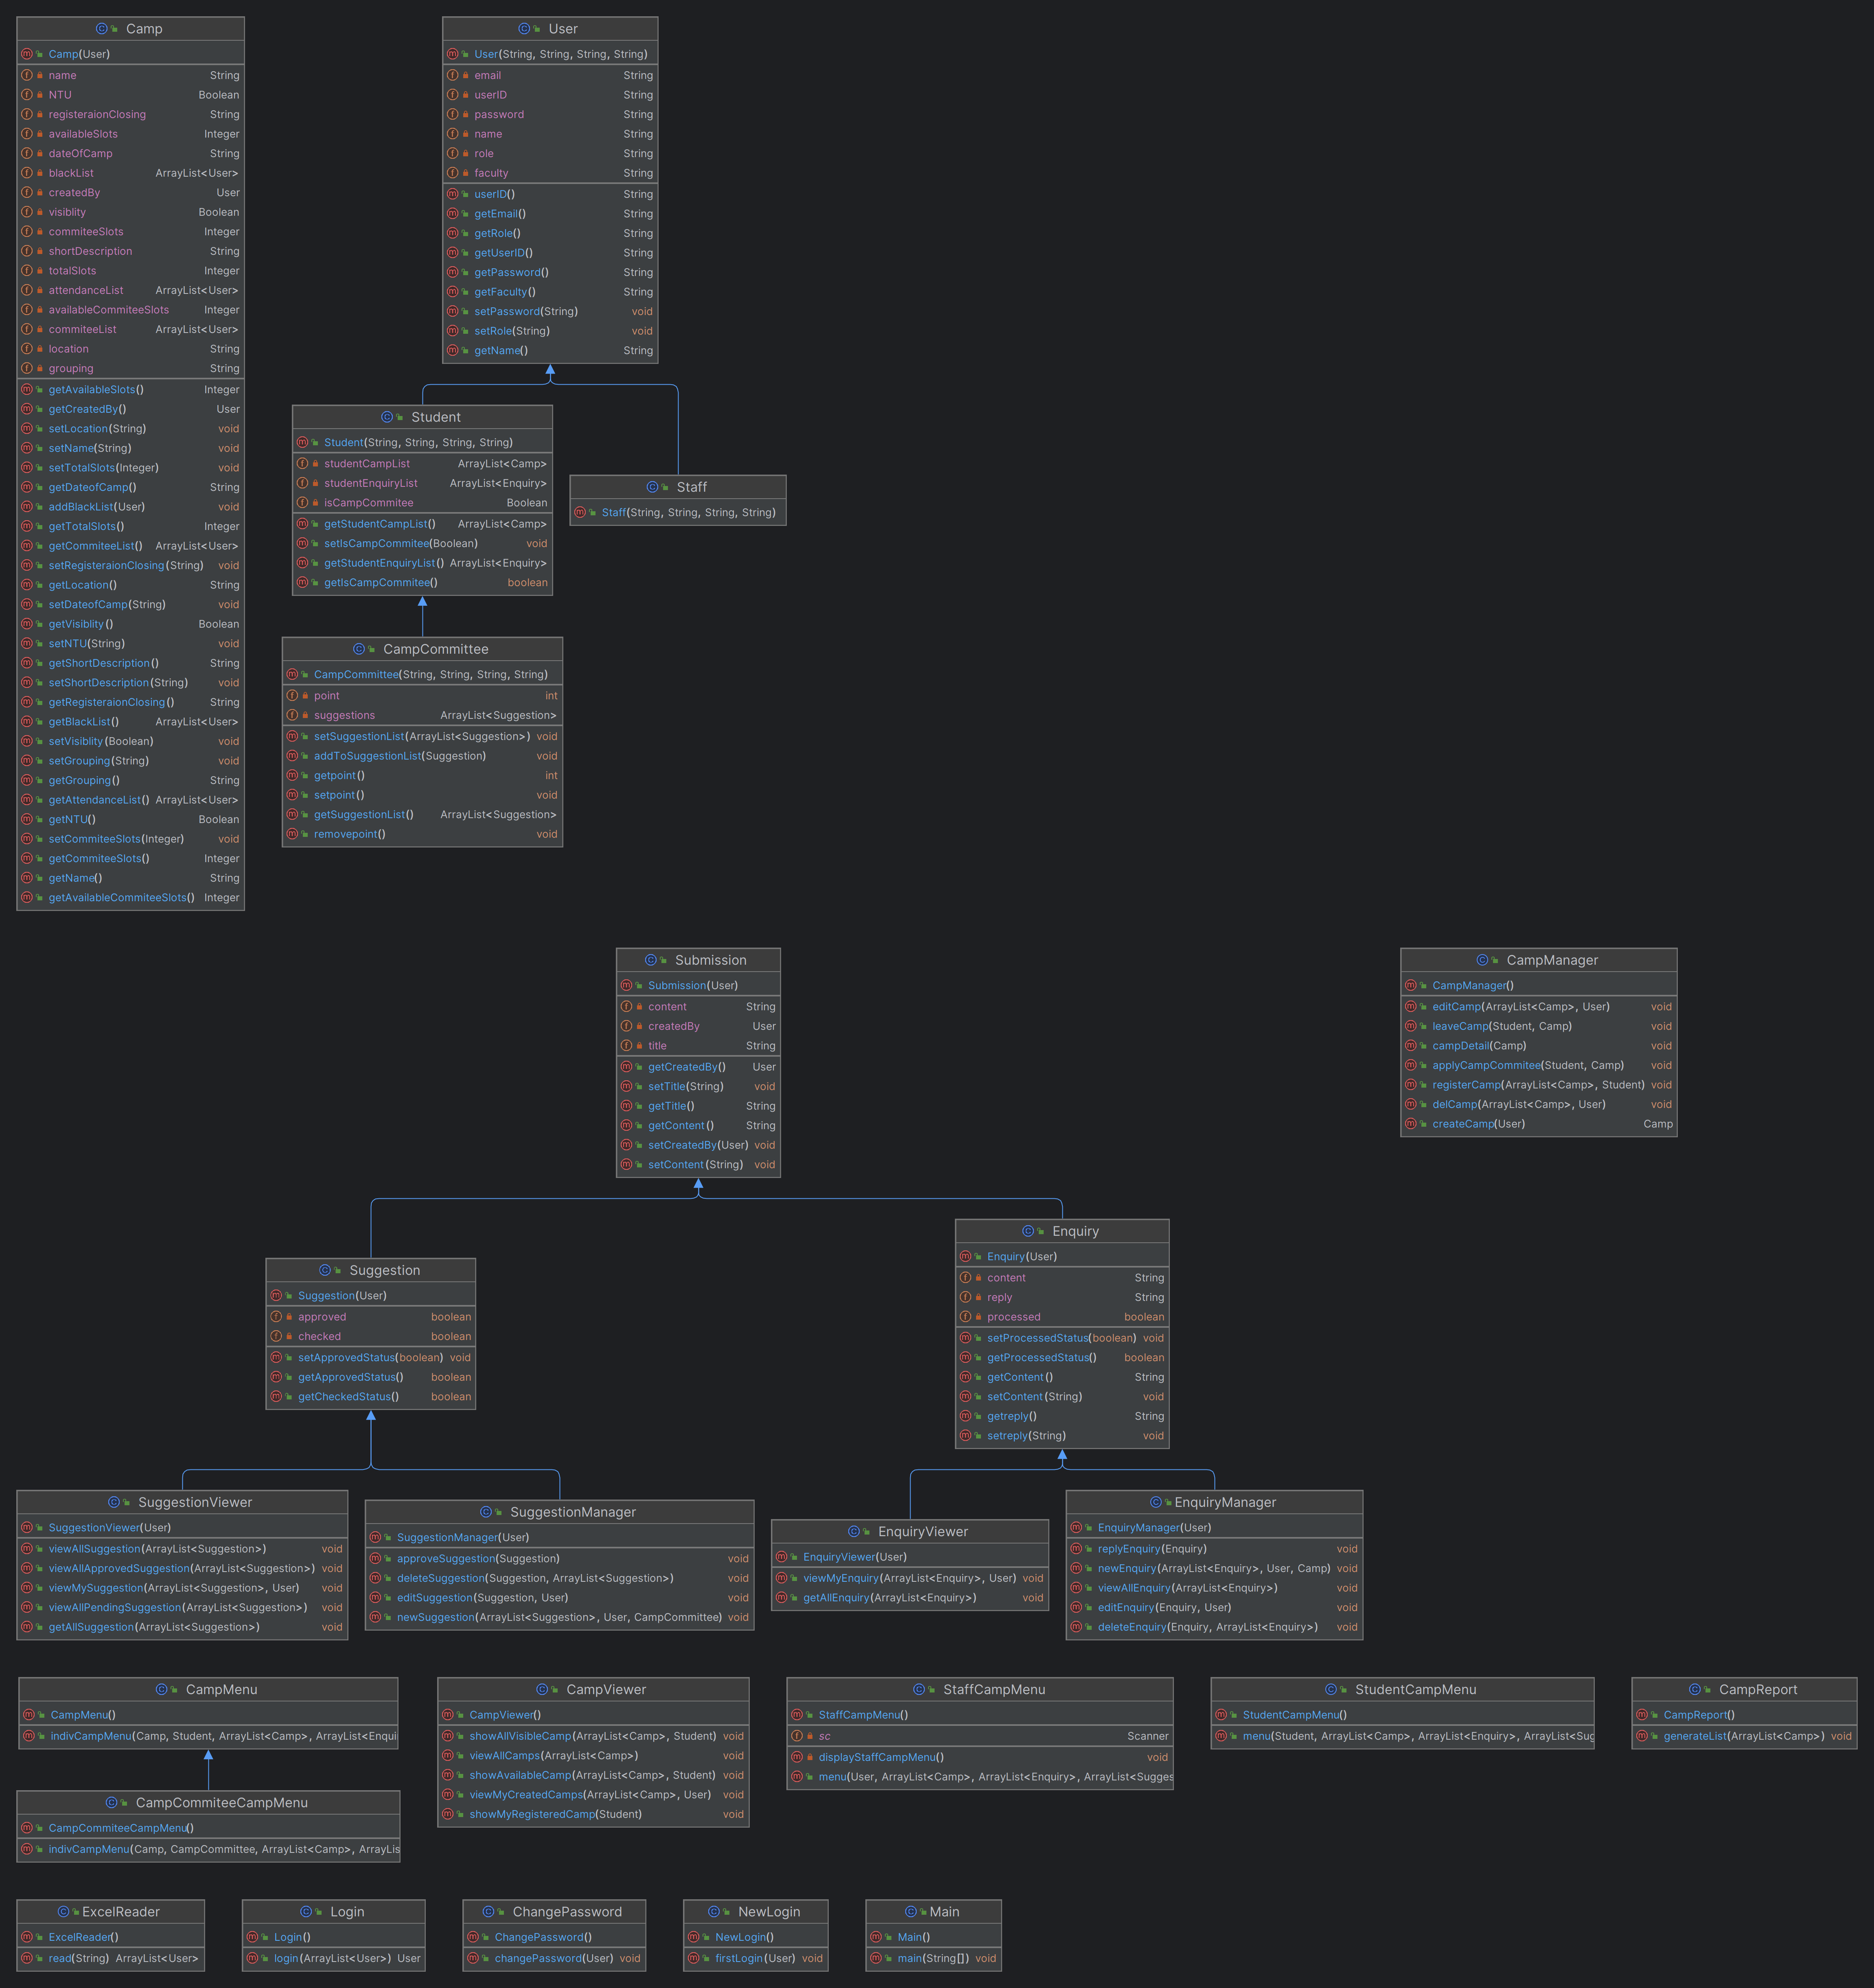 Camp
Camp(User)
name String
NTU Boolean
registeraionClosing String
availableSlots Integer
dateOfCamp String
blackList ArrayList<User>
createdBy User
visiblity Boolean
commiteeSlots Integer
shortDescription String
totalSlots Integer
attendanceList ArrayList<User>
availableCommiteeSlots Integer
commiteeList ArrayList<User>
location String
grouping String
getAvailableSlots() Integer
getCreatedBy() User
setLocation(String) void
setName(String) void
setTotalSlots(Integer) void
getDateofCamp() String
addBlackList(User) void
getTotalSlots() Integer
getCommiteeList() ArrayList<User>
setRegisteraionClosing(String) void
getLocation() String
setDateofCamp(String) void
getVisiblity() Boolean
setNTU(String) void
getShortDescription() String
setShortDescription(String) void
getRegisteraionClosing() String
getBlackList() ArrayList<User>
setVisiblity(Boolean) void
setGrouping(String) void
getGrouping() String
getAttendanceList() ArrayList<User>
getNTU() Boolean
setCommiteeSlots(Integer) void
getCommiteeSlots() Integer
getName() String
getAvailableCommiteeSlots() Integer
User
User(String, String, String, String)
email String
userID String
password String
name String
role String
faculty String
userID() String
getEmail() String
getRole() String
getUserID() String
getPassword() String
getFaculty() String
setPassword(String) void
setRole(String) void
getName() String
Student
Student(String, String, String, String)
studentCampList ArrayList<Camp>
studentEnquiryList ArrayList<Enquiry>
isCampCommitee Boolean
getStudentCampList() ArrayList<Camp>
setIsCampCommitee(Boolean) void
getStudentEnquiryList() ArrayList<Enquiry>
getIsCampCommitee() boolean
Staff
Staff(String, String, String, String)
CampCommittee
CampCommittee(String, String, String, String)
point int
suggestions ArrayList<Suggestion>
setSuggestionList(ArrayList<Suggestion>) void
addToSuggestionList(Suggestion) void
getpoint() int
setpoint() void
getSuggestionList() ArrayList<Suggestion>
removepoint() void
Submission
Submission(User)
content String
createdBy User
title String
getCreatedBy() User
setTitle(String) void
getTitle() String
getContent() String
setCreatedBy(User) void
setContent(String) void
CampManager
CampManager()
editCamp(ArrayList<Camp>, User) void
leaveCamp(Student, Camp) void
campDetail(Camp) void
applyCampCommitee(Student, Camp) void
registerCamp(ArrayList<Camp>, Student) void
delCamp(ArrayList<Camp>, User) void
createCamp(User) Camp
Suggestion
Suggestion(User)
approved boolean
checked boolean
setApprovedStatus(boolean) void
getApprovedStatus() boolean
getCheckedStatus() boolean
Enquiry
Enquiry(User)
content String
reply String
processed boolean
setProcessedStatus(boolean) void
getProcessedStatus() boolean
getContent() String
setContent(String) void
getreply() String
setreply(String) void
SuggestionViewer
SuggestionViewer(User)
viewAllSuggestion(ArrayList<Suggestion>) void
viewAllApprovedSuggestion(ArrayList<Suggestion>) void
viewMySuggestion(ArrayList<Suggestion>, User) void
viewAllPendingSuggestion(ArrayList<Suggestion>) void
getAllSuggestion(ArrayList<Suggestion>) void
SuggestionManager
SuggestionManager(User)
approveSuggestion(Suggestion) void
deleteSuggestion(Suggestion, ArrayList<Suggestion>) void
editSuggestion(Suggestion, User) void
newSuggestion(ArrayList<Suggestion>, User, CampCommittee) void
EnquiryViewer
EnquiryViewer(User)
viewMyEnquiry(ArrayList<Enquiry>, User) void
getAllEnquiry(ArrayList<Enquiry>) void
EnquiryManager
EnquiryManager(User)
replyEnquiry(Enquiry) void
newEnquiry(ArrayList<Enquiry>, User, Camp) void
viewAllEnquiry(ArrayList<Enquiry>) void
editEnquiry(Enquiry, User) void
deleteEnquiry(Enquiry, ArrayList<Enquiry>) void
CampMenu
CampMenu()
indivCampMenu(Camp, Student, ArrayList<Camp>, ArrayList<Enqui
CampCommiteeCampMenu
CampCommiteeCampMenu()
indivCampMenu(Camp, CampCommittee, ArrayList<Camp>, ArrayLis
CampViewer
CampViewer()
showAllVisibleCamp(ArrayList<Camp>, Student) void
viewAllCamps(ArrayList<Camp>) void
showAvailableCamp(ArrayList<Camp>, Student) void
viewMyCreatedCamps(ArrayList<Camp>, User) void
showMyRegisteredCamp(Student) void
StaffCampMenu
StaffCampMenu()
sc Scanner
displayStaffCampMenu() void
menu(User, ArrayList<Camp>, ArrayList<Enquiry>, ArrayList<Sugges
StudentCampMenu
StudentCampMenu()
menu(Student, ArrayList<Camp>, ArrayList<Enquiry>, ArrayList<Sug
CampReport
CampReport()
generateList(ArrayList<Camp>) void
ExcelReader
ExcelReader()
read(String) ArrayList<User>
Login
Login()
login(ArrayList<User>) User
ChangePassword
ChangePassword()
changePassword(User) void
NewLogin
NewLogin()
firstLogin(User) void
Main
Main()
main(String[]) void